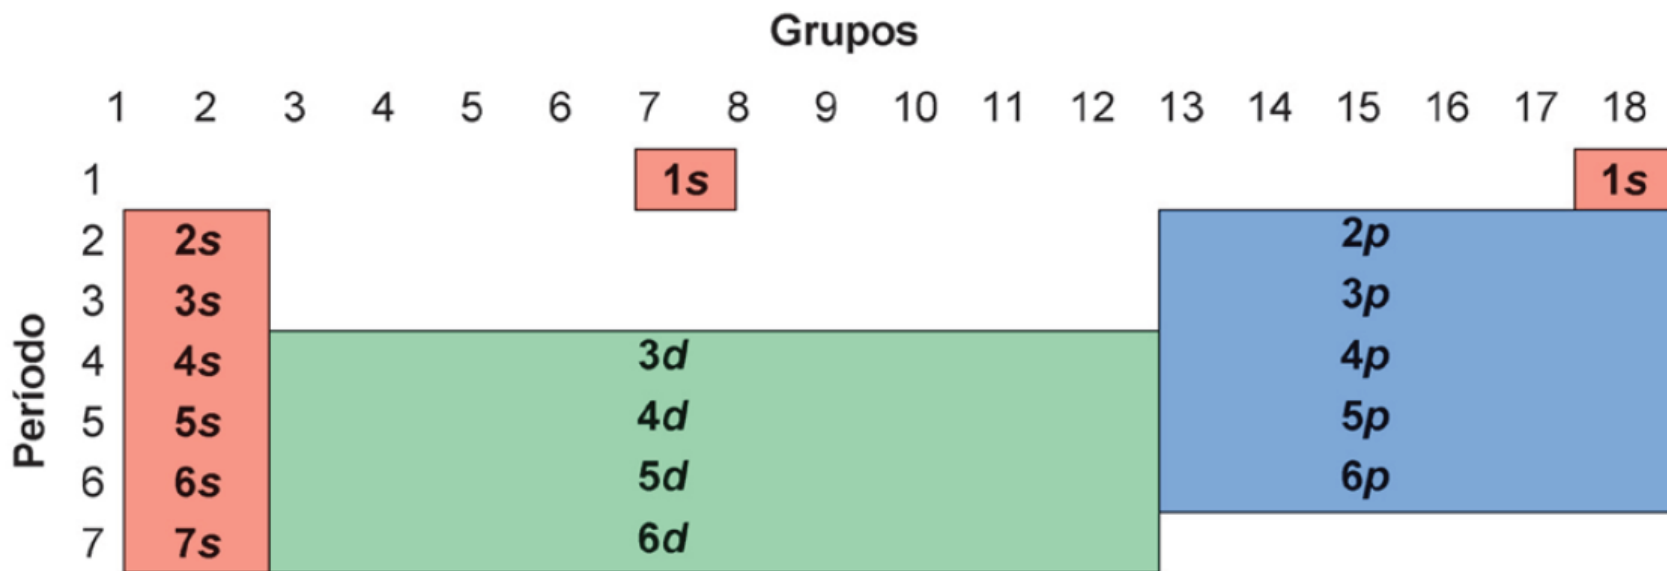 Grupos
1 2 3 4 5 6 7 8 9 10 11 12 13 14 15 16 17 18
1 1s 1s
2 2s 2p
3 3s 3p
4 4s 3d 4p
5 5s 4d 5p
6 6s 5d 6p
7 7s 6d
Período